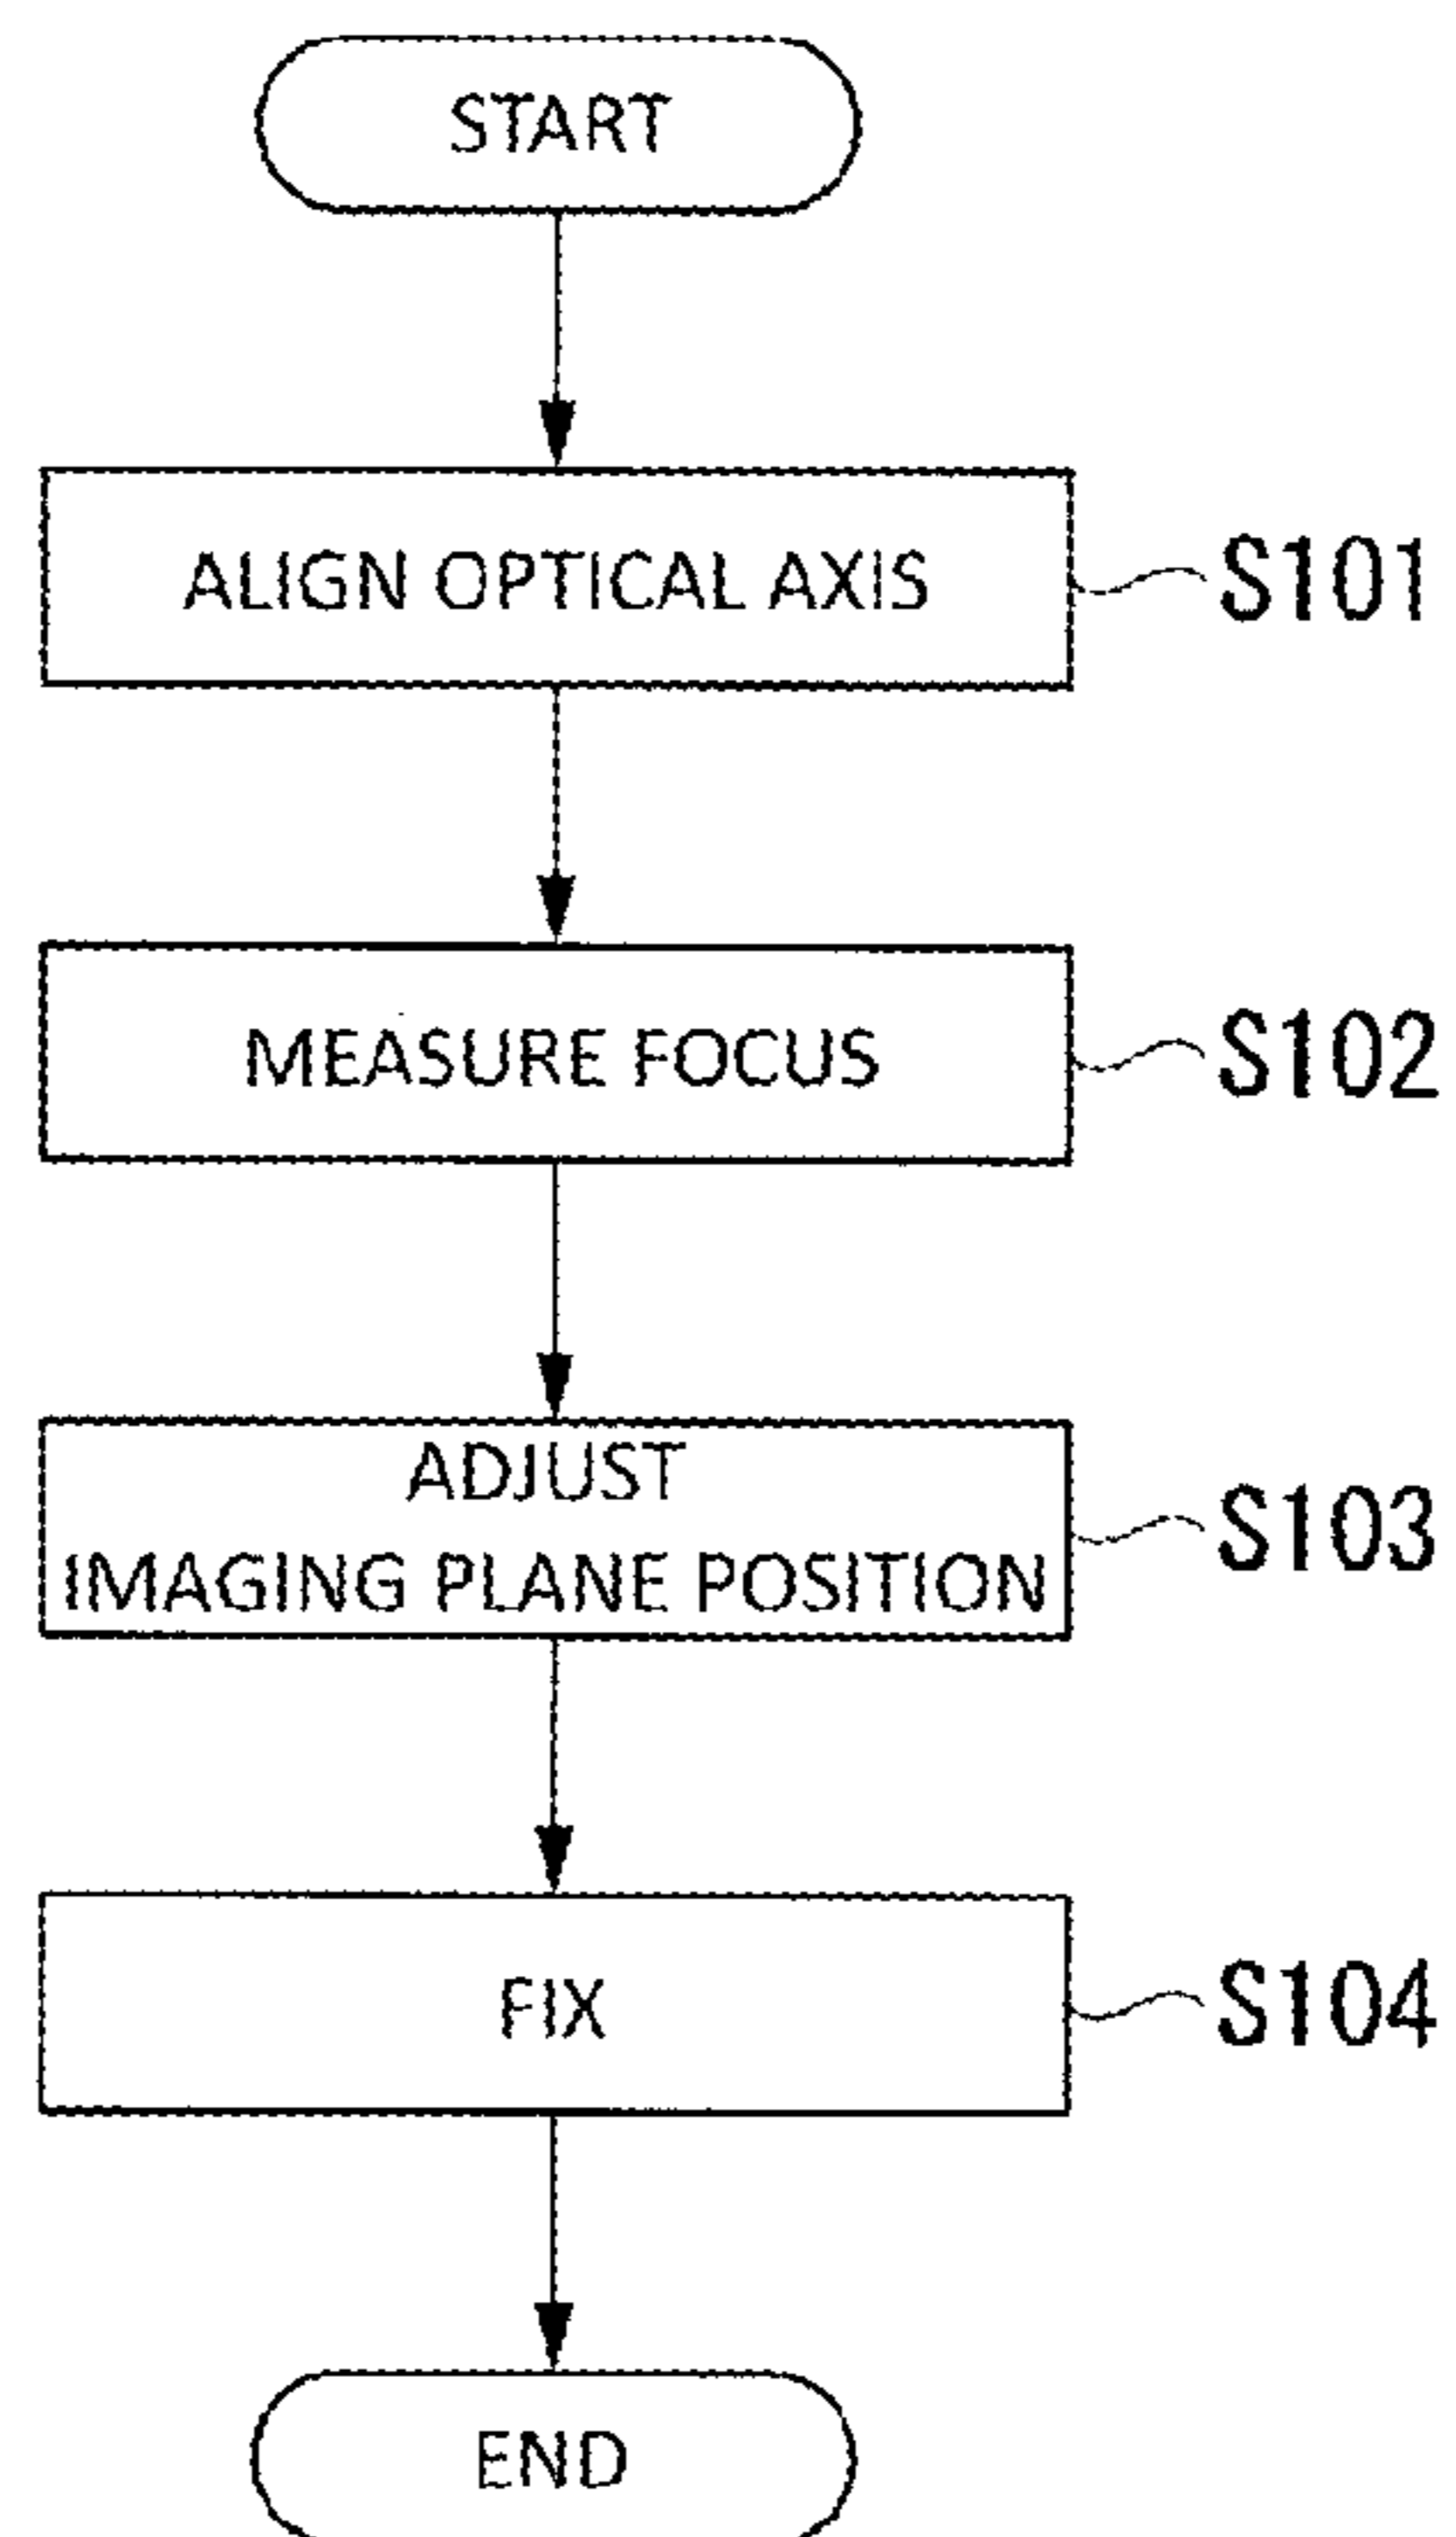 START
ALIGN OPTICAL AXIS
S101
MEASURE FOCUS
S102
ADJUST
IMAGING PLANE POSITION
S103
FIX
S104
END